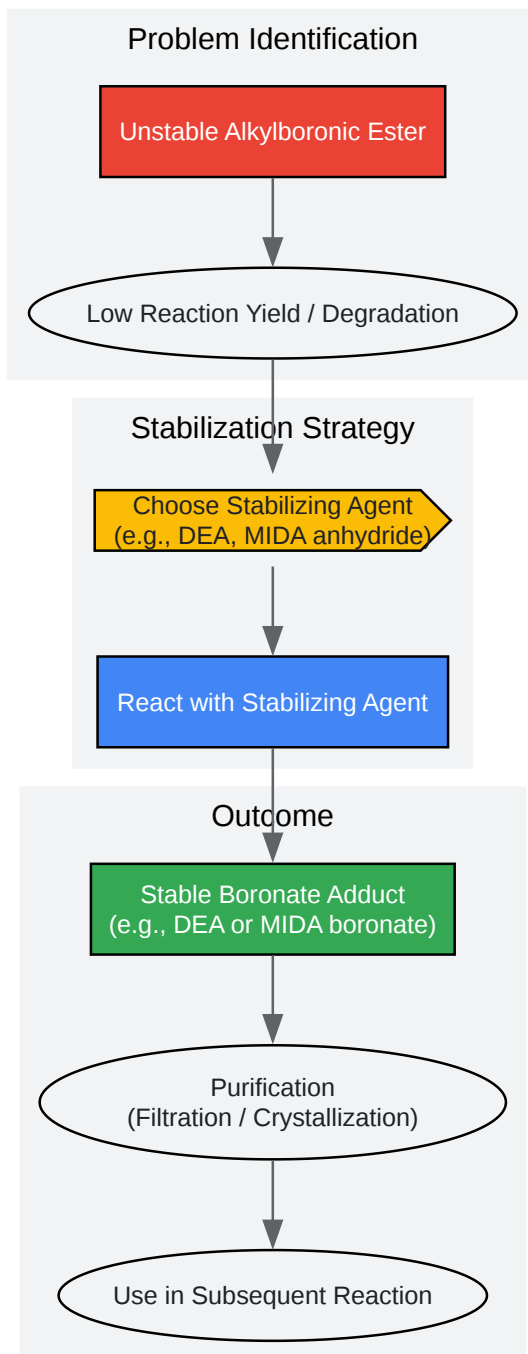 Problem Identification
Unstable Alkylboronic Ester
Low Reaction Yield / Degradation
Stabilization Strategy
Choose Stabilizing Agent
(e.g., DEA, MIDA anhydride)
React with Stabilizing Agent
Outcome
Stable Boronate Adduct
(e.g., DEA or MIDA boronate)
Purification
(Filtration / Crystallization)
Use in Subsequent Reaction